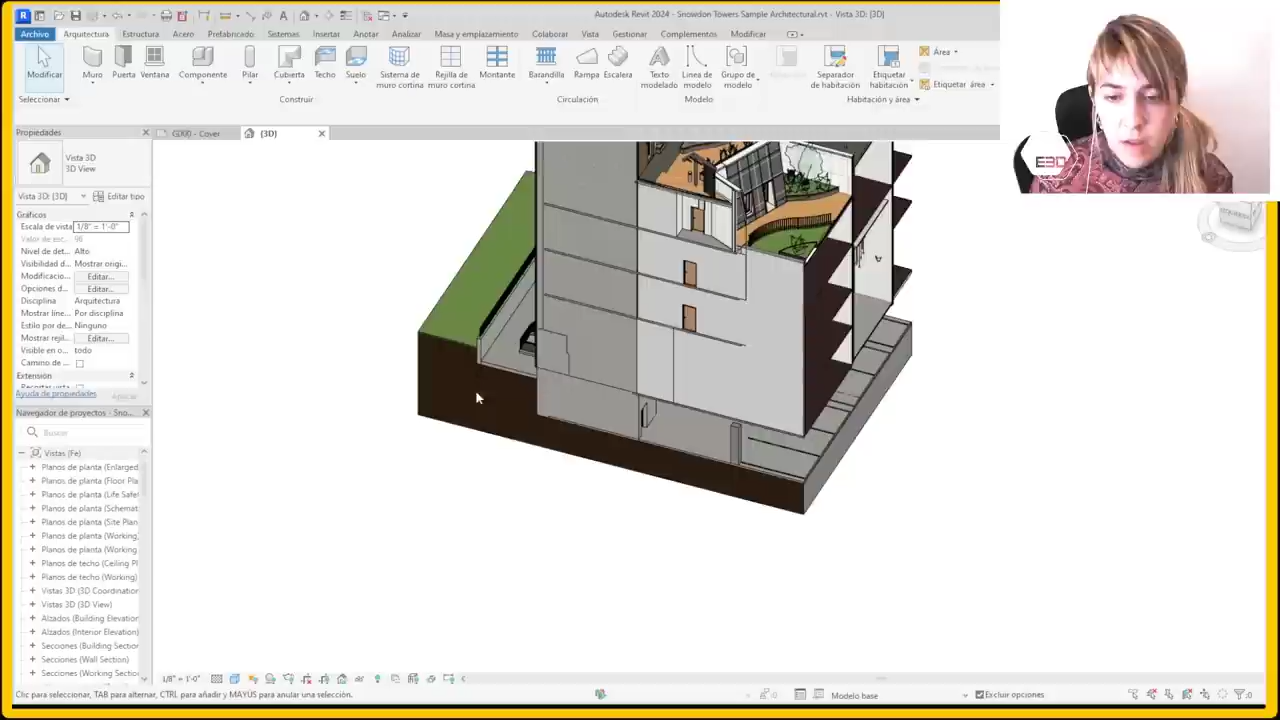 Autodesk Revit 2024 - Snowdon Towers Sample Architectural.rvt - Vista 3D: {3D}
Archivo Arquitectura Estructura Acero Prefabricado Sistemas Insertar Anotar Analizar Masa y emplazamiento Colaborar Vista Gestionar Complementos Modificar
Modificar Muro Puerta Ventana Componente Pilar Cubierta Techo Suelo Sistema de muro cortina Rejilla de muro cortina Montante Barandilla Rampa Escalera Texto modelado Línea de modelo Grupo de modelo Separador de habitación Etiquetar habitación Área
Etiquetar área
Seleccionar Construir Circulación Modelo Habitación y área
Propiedades
G000 - Cover
{3D}
Vista 3D
3D View
Vista 3D: {3D} Editar tipo
Gráficos
Escala de vista 1/8" = 1'-0"
Valor de esc... 96
Nivel de det... Alto
Visibilidad d... Mostrar origi...
Modificacio... Editar...
Opciones d... Editar...
Disciplina Arquitectura
Mostrar líne... Por disciplina
Estilo por de... Ninguno
Mostrar rejil... Editar...
Visible en o... todo
Camino de ...
Extensión
Ayuda de propiedades Aplicar
Navegador de proyectos - Sno...
Buscar
Vistas (Fe)
Planos de planta (Enlarged
Planos de planta (Floor Pla
Planos de planta (Life Safet
Planos de planta (Schemat
Planos de planta (Site Plan
Planos de planta (Working
Planos de planta (Working
Planos de techo (Ceiling Pl
Planos de techo (Working)
Vistas 3D (3D Coordination
Vistas 3D (3D View)
Alzados (Building Elevation
Alzados (Interior Elevation)
Secciones (Building Section
Secciones (Wall Section)
Secciones (Working Sectio
1/8" = 1'-0"
Clic para seleccionar, TAB para alternar, CTRL para añadir y MAYÚS para anular una selección.
:0
Modelo base
Excluir opciones
:0
E3D